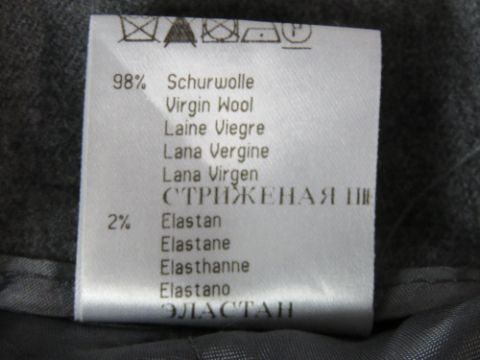 98% Schurwolle
Virgin Wool
Laine Viegre
Lana Vergine
Lana Virgen
СТРИЖЕНАЯ
2% Elastan
Elastane
Elasthanne
Elastano
ЭЛАСТАН